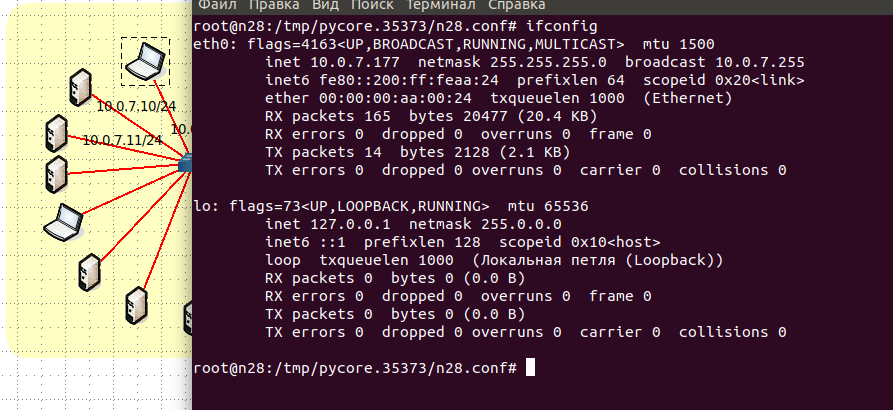 Файл Правка Вид Поиск Терминал Справка
root@n28:/tmp/pycore.35373/n28.conf# ifconfig
eth0: flags=4163<UP,BROADCAST,RUNNING,MULTICAST>  mtu 1500
        inet 10.0.7.177  netmask 255.255.255.0  broadcast 10.0.7.255
        inet6 fe80::200:ff:feaa:24  prefixlen 64  scopeid 0x20<link>
        ether 00:00:00:aa:00:24  txqueuelen 1000  (Ethernet)
        RX packets 165  bytes 20477 (20.4 KB)
        RX errors 0  dropped 0  overruns 0  frame 0
        TX packets 14  bytes 2128 (2.1 KB)
        TX errors 0  dropped 0 overruns 0  carrier 0  collisions 0
lo: flags=73<UP,LOOPBACK,RUNNING>  mtu 65536
        inet 127.0.0.1  netmask 255.0.0.0
        inet6 ::1  prefixlen 128  scopeid 0x10<host>
        loop  txqueuelen 1000  (Локальная петля (Loopback))
        RX packets 0  bytes 0 (0.0 B)
        RX errors 0  dropped 0  overruns 0  frame 0
        TX packets 0  bytes 0 (0.0 B)
        TX errors 0  dropped 0 overruns 0  carrier 0  collisions 0
root@n28:/tmp/pycore.35373/n28.conf#
10.0.7.10/24
10.0.7.11/24